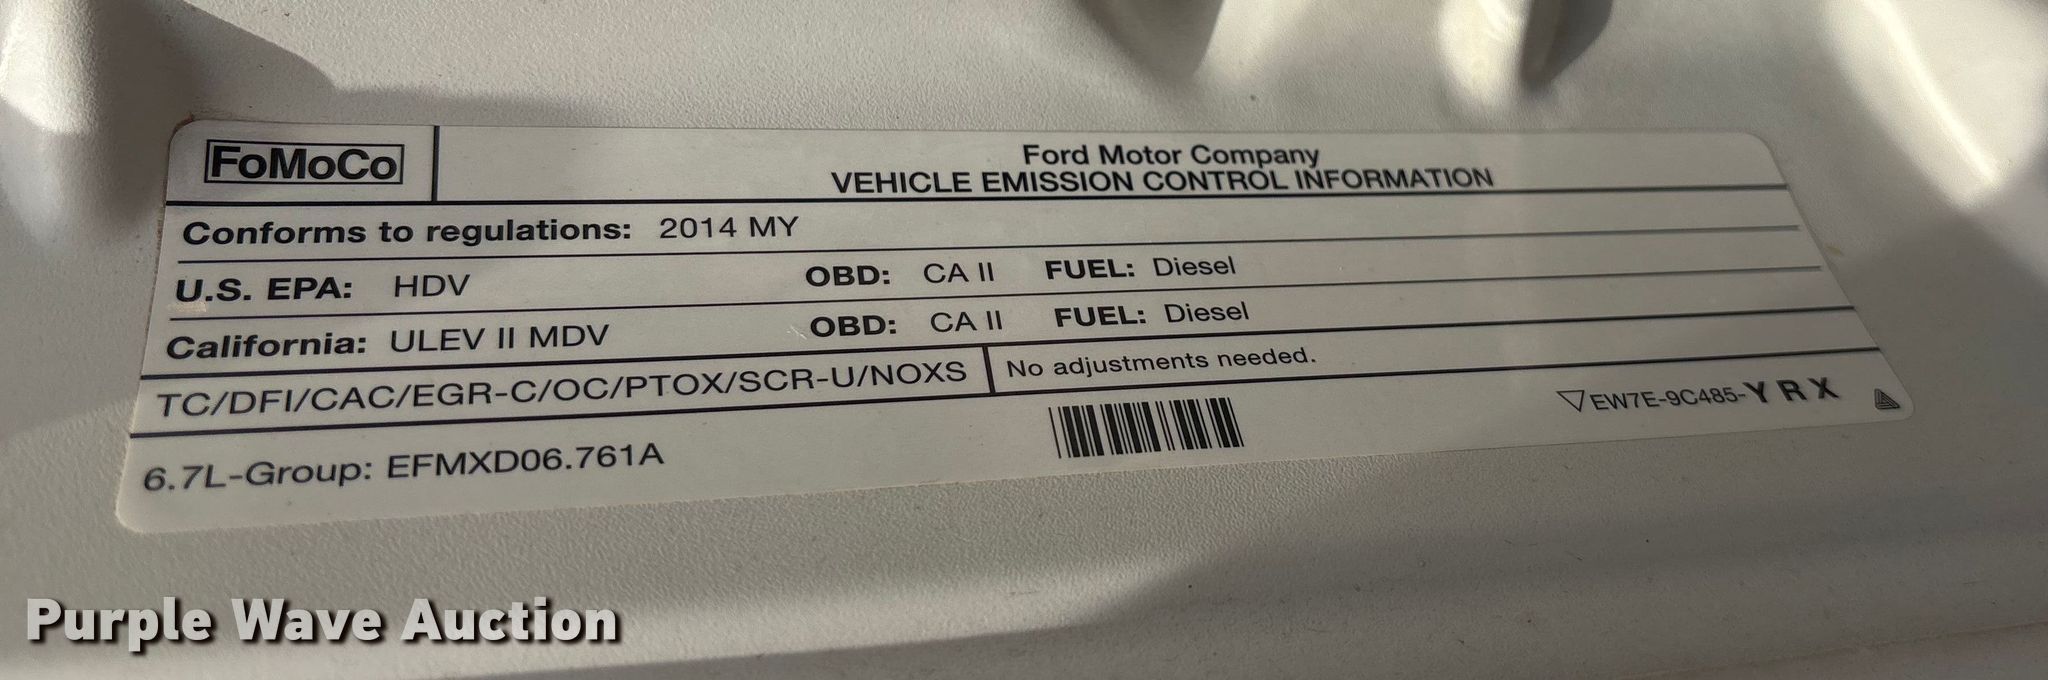 FoMoCo
Ford Motor Company
VEHICLE EMISSION CONTROL INFORMATION
Conforms to regulations: 2014 MY
U.S. EPA: HDV OBD: CA II FUEL: Diesel
California: ULEV II MDV OBD: CA II FUEL: Diesel
TC/DFI/CAC/EGR-C/OC/PTOX/SCR-U/NOXS No adjustments needed.
6.7L-Group: EFMXD06.761A
EW7E-9C485-YRX
Purple Wave Auction